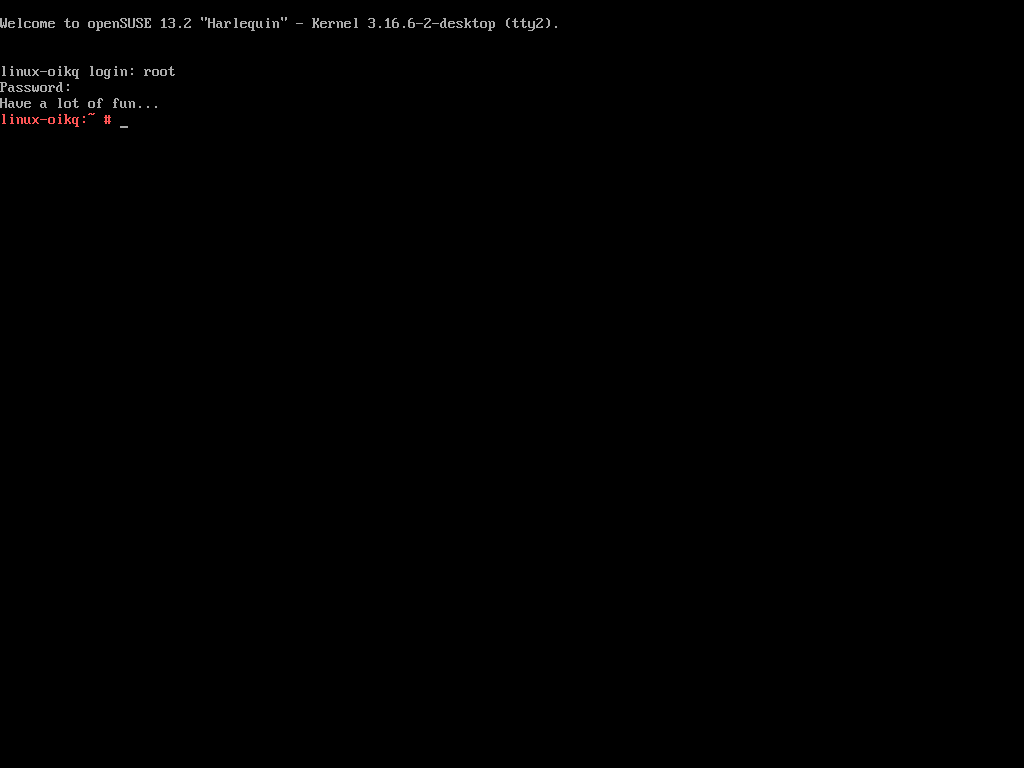 Welcome to openSUSE 13.2 "Harlequin" - Kernel 3.16.6-2-desktop (tty2).
linux-oikq login: root
Password:
Have a lot of fun...
linux-oikq:~ # _